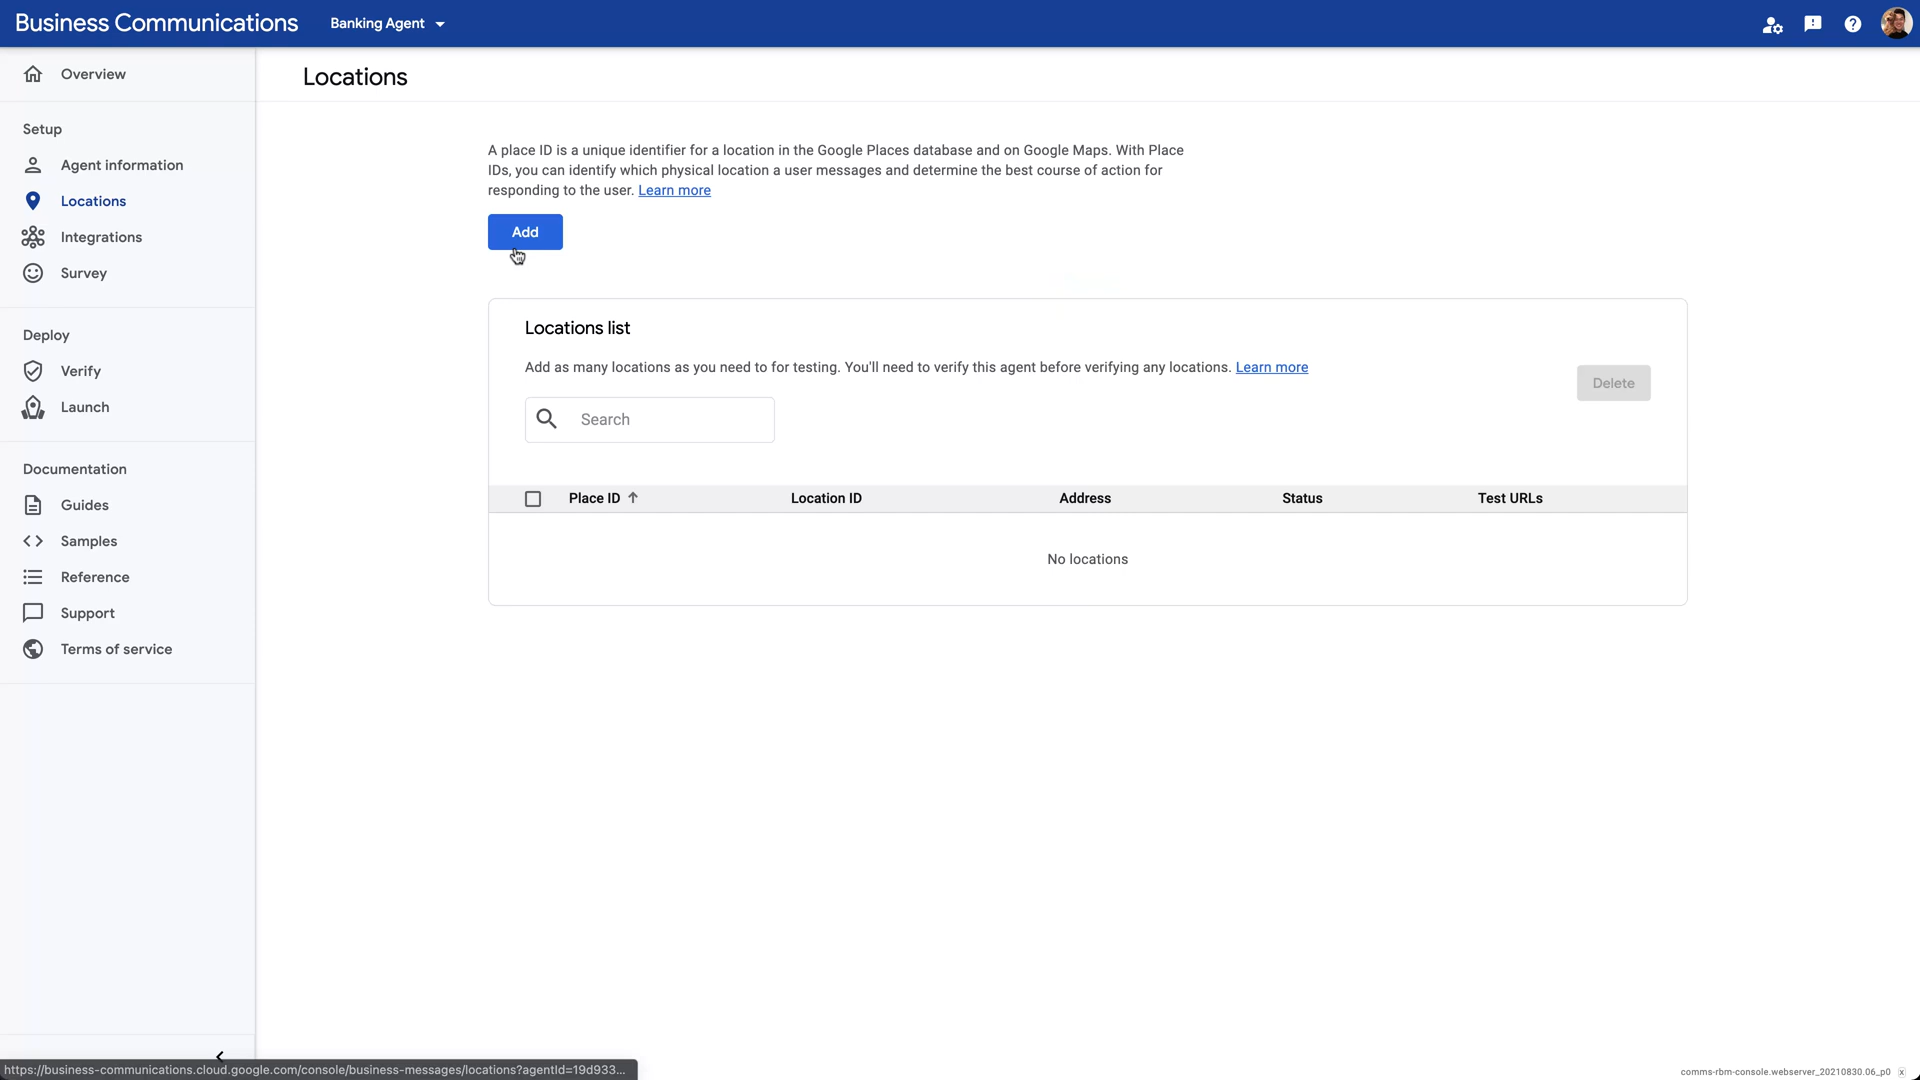 Business Communications
Banking Agent
Overview
Setup
Agent information
Locations
Integrations
Survey
Deploy
Verify
Launch
Documentation
Guides
Samples
Reference
Support
Terms of service
Locations
A place ID is a unique identifier for a location in the Google Places database and on Google Maps. With Place
IDs, you can identify which physical location a user messages and determine the best course of action for
responding to the user. Learn more
Add
Locations list
Add as many locations as you need to for testing. You'll need to verify this agent before verifying any locations. Learn more
Delete
Search
Place ID
Location ID
Address
Status
Test URLs
No locations
https://business-communications.cloud.google.com/console/business-messages/locations?agentId=19d933...
comms-rbm-console.webserver_20210830.06_p0 x